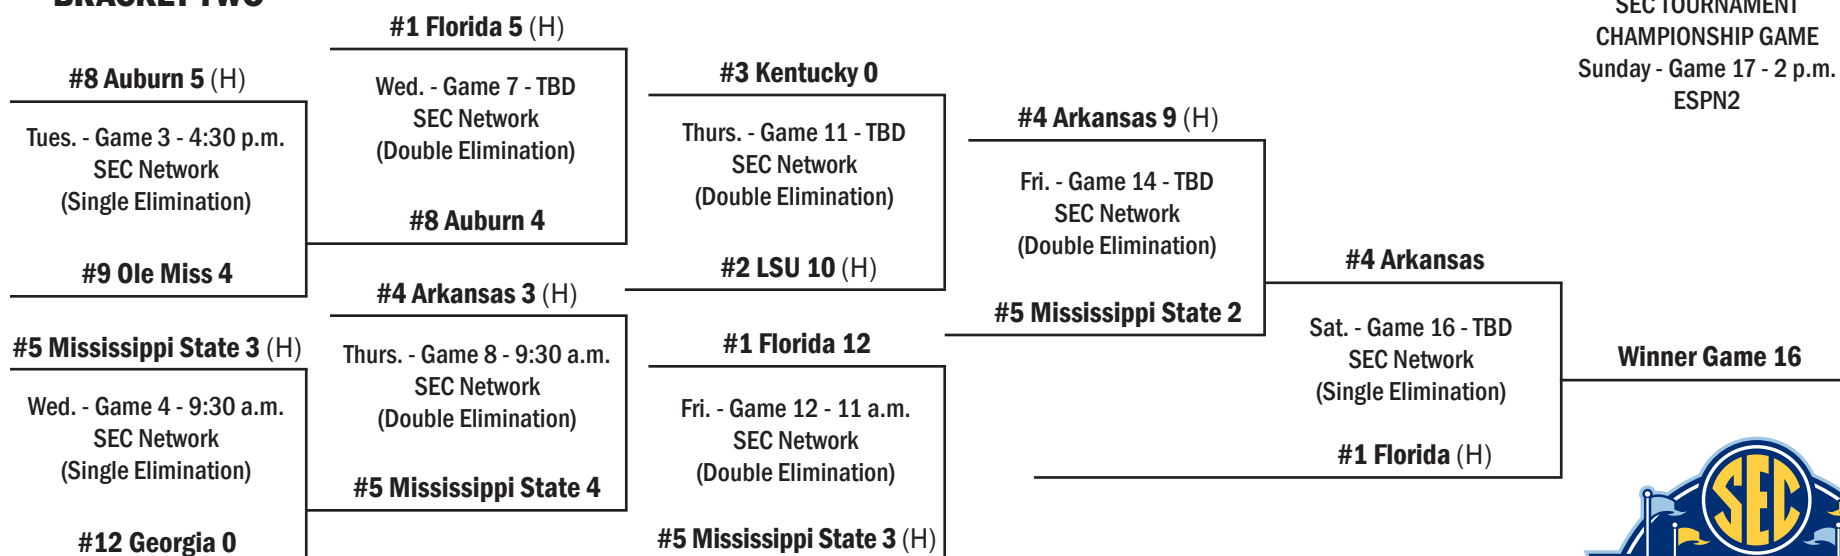 BRACKET TWO
#8 Auburn 5 (H)
Tues. - Game 3 - 4:30 p.m.
SEC Network
(Single Elimination)
#9 Ole Miss 4
#5 Mississippi State 3 (H)
Wed. - Game 4 - 9:30 a.m.
SEC Network
(Single Elimination)
#12 Georgia 0
#1 Florida 5 (H)
Wed. - Game 7 - TBD
SEC Network
(Double Elimination)
#8 Auburn 4
#4 Arkansas 3 (H)
Thurs. - Game 8 - 9:30 a.m.
SEC Network
(Double Elimination)
#5 Mississippi State 4
#3 Kentucky 0
Thurs. - Game 11 - TBD
SEC Network
(Double Elimination)
#2 LSU 10 (H)
#1 Florida 12
Fri. - Game 12 - 11 a.m.
SEC Network
(Double Elimination)
#5 Mississippi State 3 (H)
#4 Arkansas 9 (H)
Fri. - Game 14 - TBD
SEC Network
(Double Elimination)
#5 Mississippi State 2
#4 Arkansas
Sat. - Game 16 - TBD
SEC Network
(Single Elimination)
#1 Florida (H)
SEC TOURNAMENT
CHAMPIONSHIP GAME
Sunday - Game 17 - 2 p.m.
ESPN2
Winner Game 16
SEC